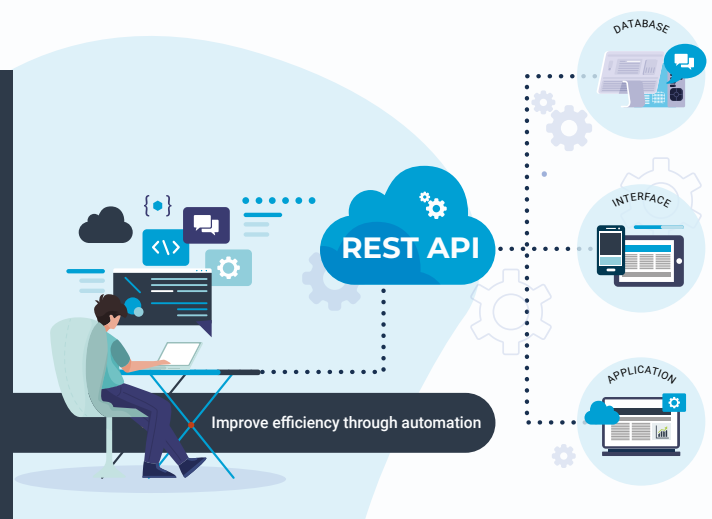 DATABASE
INTERFACE
REST API
APPLICATION
Improve efficiency through automation